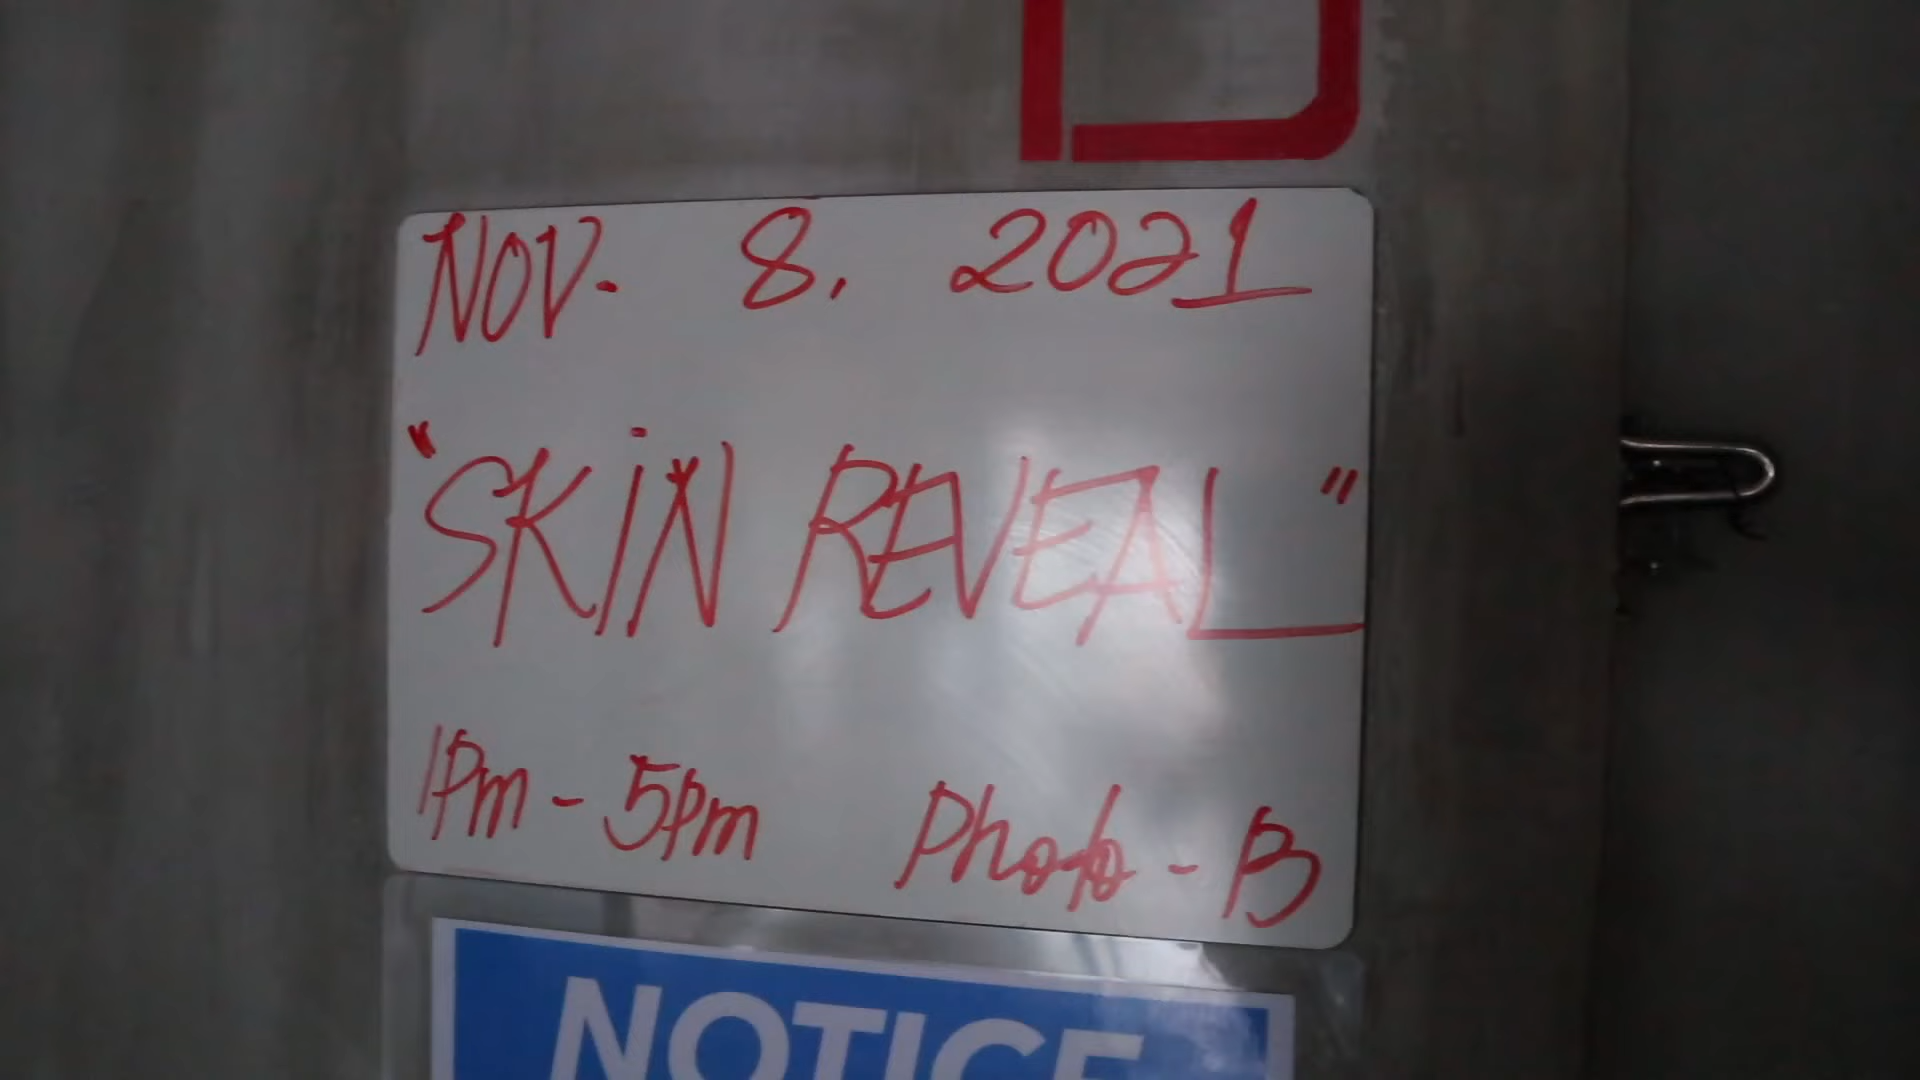 NOV. 8, 2021
"SKiN REVEAL"
1Pm - 5pm Photo - B
NOTICE